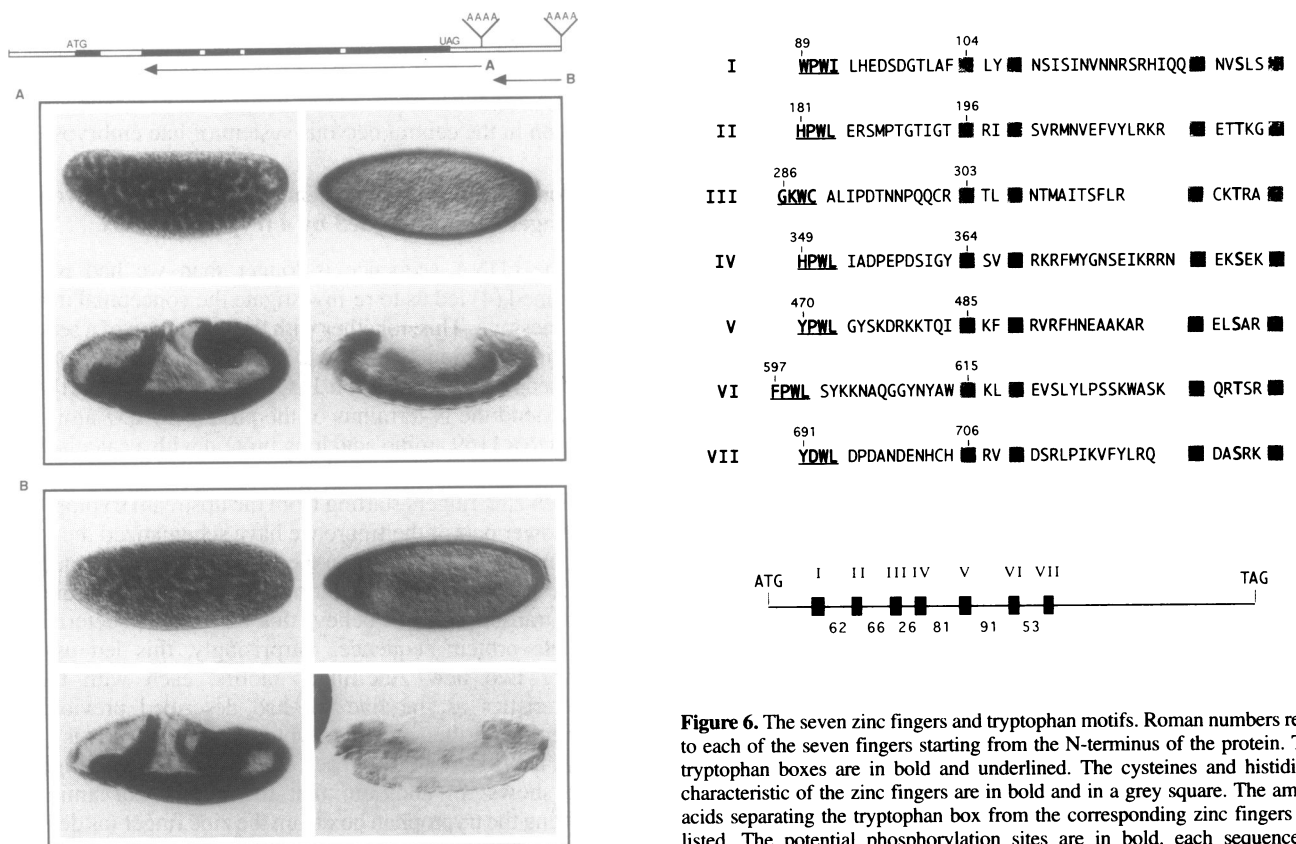 AAAA AAAA
ATG UAG
A
B
A
B
89 104
I WPWI LHEDSDGTLAF LY NSISINVNNRSRHIQQ NVSLS
181 196
II HPWL ERSMPTGTIGT RI SVRMNVEFVYLRKR ETTKG
286 303
III GKWC ALIPDTNNPQQCR TL NTMAITSFLR CKTRA
349 364
IV HPWL IADPEPDSIGY SV RKRFMYGNSEIKRRN EKSEK
470 485
V YPWL GYSKDRKKTQI KF RVRFHNEAAKAR ELSAR
597 615
VI FPWL SYKKNAQGGYNYAW KL EVSLYLPSSKWASK QRTSR
691 706
VII YDWL DPDANDENHCH RV DSRLPIKVFYLRQ DASRK
ATG I II III IV V VI VII TAG
62 66 26 81 91 53
Figure 6. The seven zinc fingers and tryptophan motifs. Roman numbers re
to each of the seven fingers starting from the N-terminus of the protein. T
tryptophan boxes are in bold and underlined. The cysteines and histidi
characteristic of the zinc fingers are in bold and in a grey square. The am
acids separating the tryptophan box from the corresponding zinc fingers
listed. The potential phosphorylation sites are in bold, each sequence